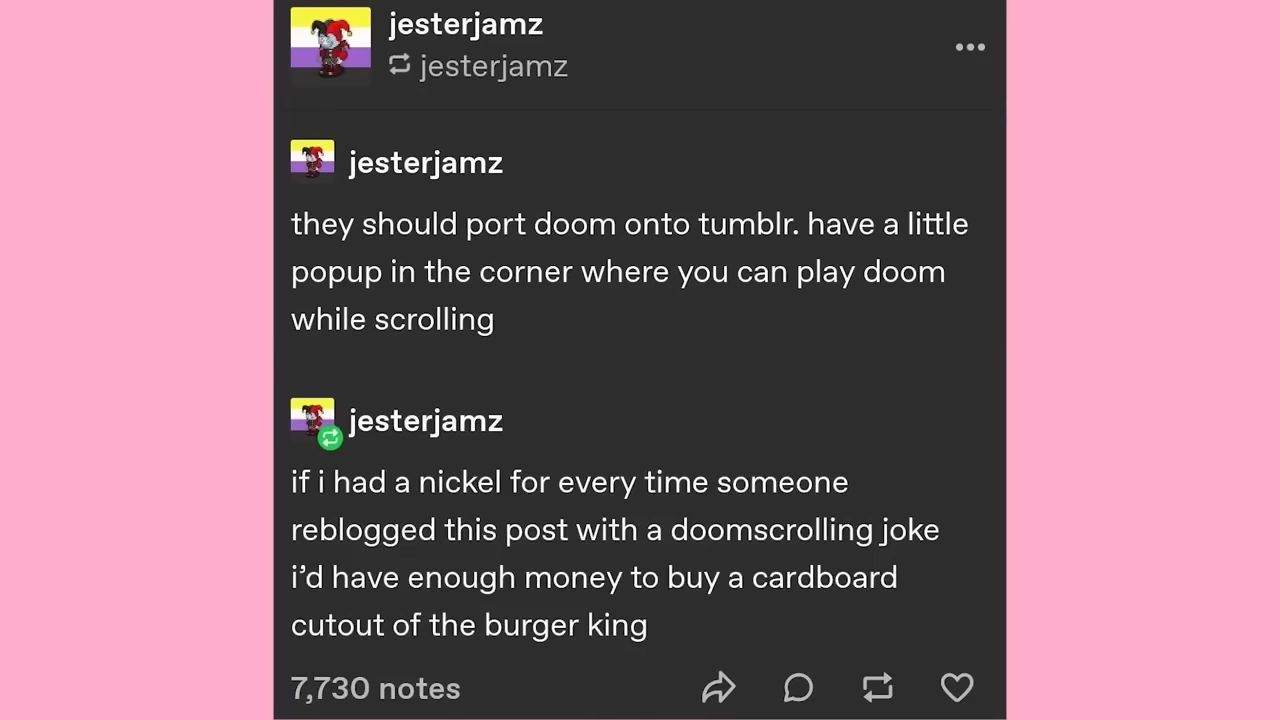 jesterjamz
jesterjamz
jesterjamz
they should port doom onto tumblr. have a little
popup in the corner where you can play doom
while scrolling
jesterjamz
if i had a nickel for every time someone
reblogged this post with a doomscrolling joke
i’d have enough money to buy a cardboard
cutout of the burger king
7,730 notes